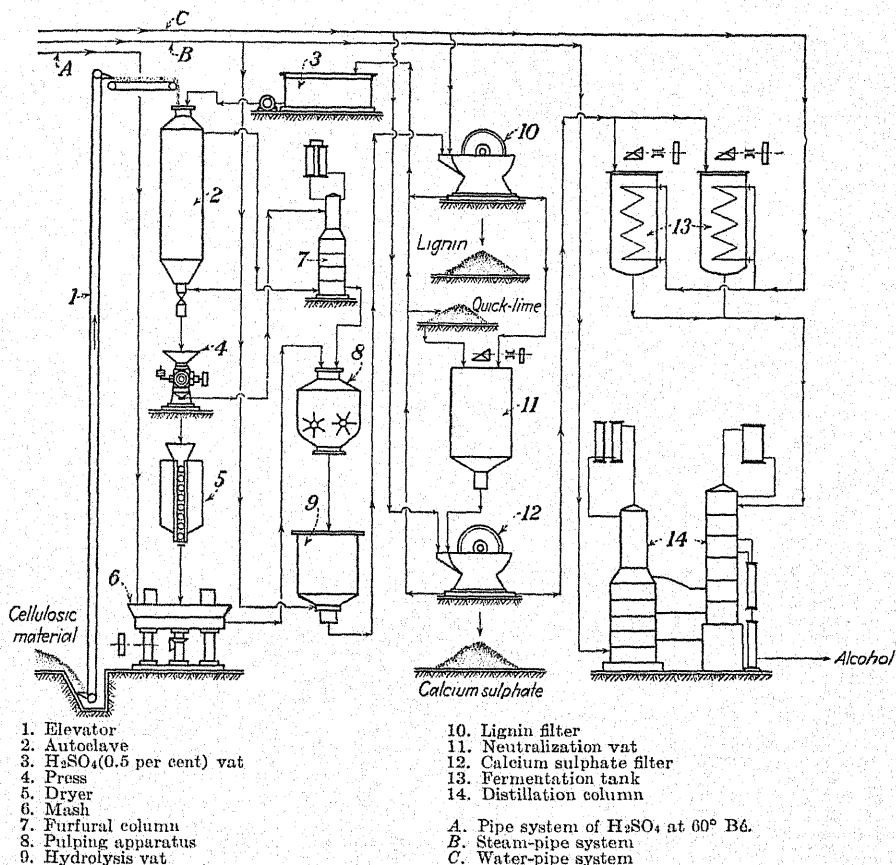 C
B
A
3
10
2
1
Lignin
7
13
Quick-lime
4
8
11
5
9
12
6
14
Cellulosic
material
Alcohol
Calcium sulphate
1. Elevator
2. Autoclave
3. H₂SO₄(0.5 per cent) vat
4. Press
5. Dryer
6. Mash
7. Furfural column
8. Pulping apparatus
9. Hydrolysis vat
10. Lignin filter
11. Neutralization vat
12. Calcium sulphate filter
13. Fermentation tank
14. Distillation column
A. Pipe system of H₂SO₄ at 60° Bé.
B. Steam-pipe system
C. Water-pipe system